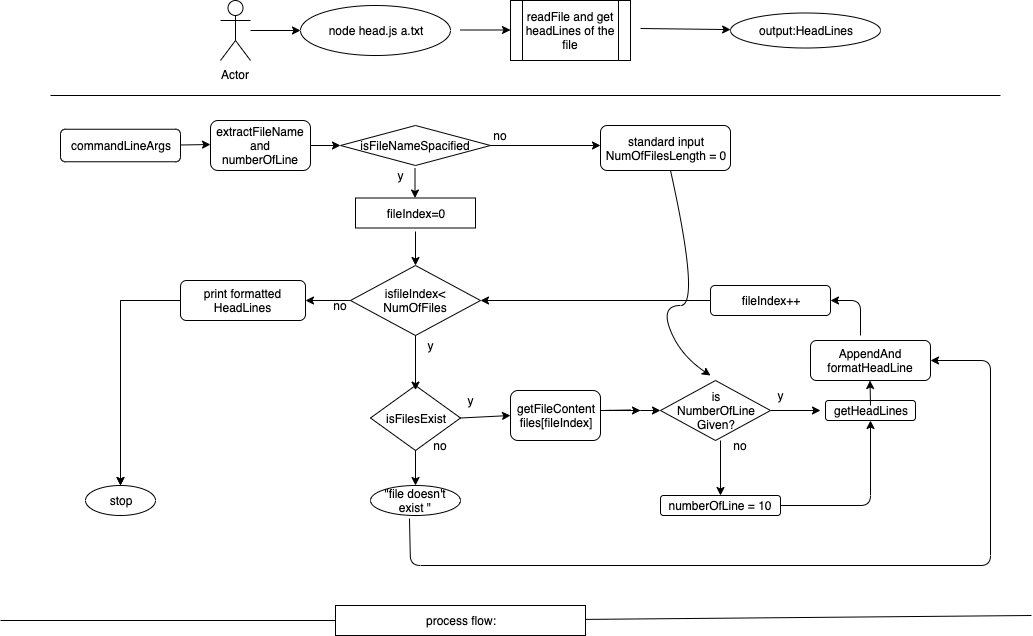 node head.js a.txt
readFile and get
headLines of the
file
output:HeadLines
Actor
commandLineArgs
extractFileName
and
numberOfLine
isFileNameSpacified
no
standard input
NumOfFilesLength = 0
y
fileIndex=0
print formatted
HeadLines
no
isfileIndex<
NumOfFiles
fileIndex++
y
AppendAnd
formatHeadLine
isFilesExist
y
getFileContent
files[fileIndex]
is
NumberOfLine
Given?
y
getHeadLines
no
no
stop
"file doesn't
exist "
numberOfLine = 10
process flow: